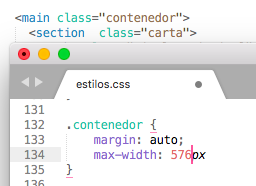 <main class="contenedor">
<section  class="carta">
estilos.css
131
132 .contenedor {
133 margin: auto;
134 max-width: 576px
135 }